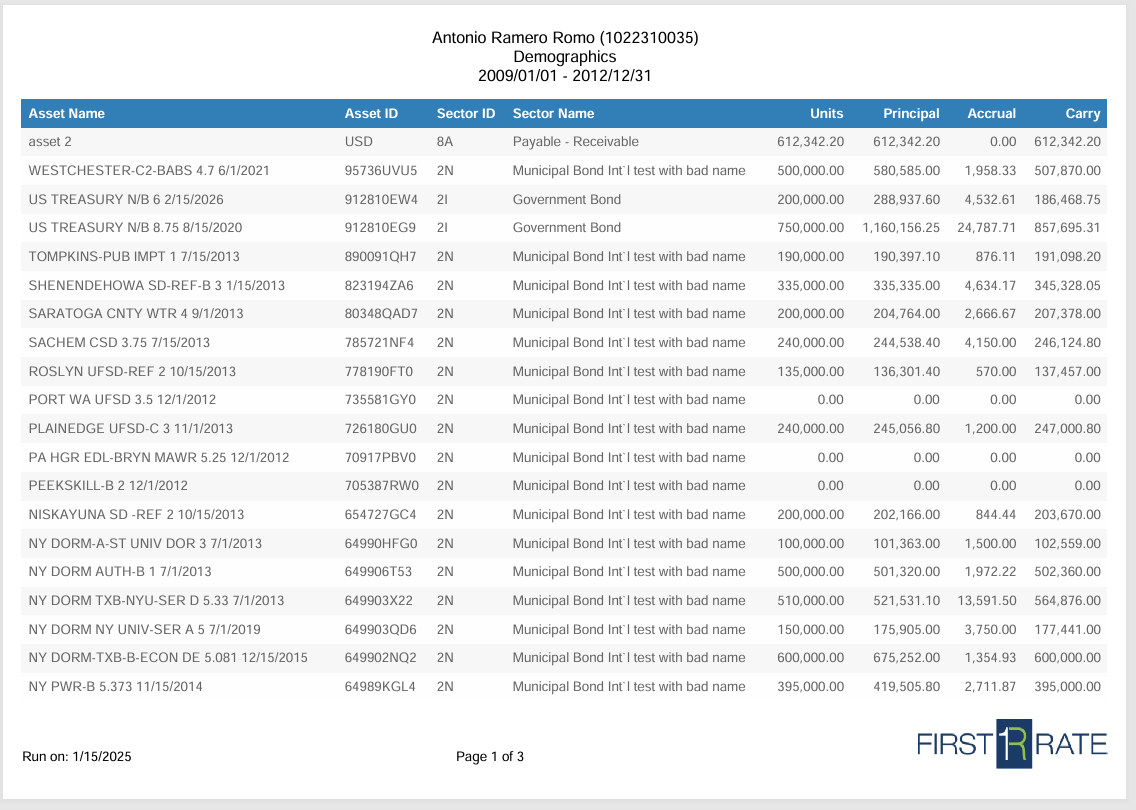 Antonio Ramero Romo (1022310035)
Demographics
2009/01/01 - 2012/12/31
Asset Name Asset ID Sector ID Sector Name Units Principal Accrual Carry
asset 2 USD 8A Payable - Receivable 612,342.20 612,342.20 0.00 612,342.20
WESTCHESTER-C2-BABS 4.7 6/1/2021 95736UVU5 2N Municipal Bond Int`l test with bad name 500,000.00 580,585.00 1,958.33 507,870.00
US TREASURY N/B 6 2/15/2026 912810EW4 2I Government Bond 200,000.00 288,937.60 4,532.61 186,468.75
US TREASURY N/B 8.75 8/15/2020 912810EG9 2I Government Bond 750,000.00 1,160,156.25 24,787.71 857,695.31
TOMPKINS-PUB IMPT 1 7/15/2013 890091QH7 2N Municipal Bond Int`l test with bad name 190,000.00 190,397.10 876.11 191,098.20
SHENENDEHOWA SD-REF-B 3 1/15/2013 823194ZA6 2N Municipal Bond Int`l test with bad name 335,000.00 335,335.00 4,634.17 345,328.05
SARATOGA CNTY WTR 4 9/1/2013 80348QAD7 2N Municipal Bond Int`l test with bad name 200,000.00 204,764.00 2,666.67 207,378.00
SACHEM CSD 3.75 7/15/2013 785721NF4 2N Municipal Bond Int`l test with bad name 240,000.00 244,538.40 4,150.00 246,124.80
ROSLYN UFSD-REF 2 10/15/2013 778190FT0 2N Municipal Bond Int`l test with bad name 135,000.00 136,301.40 570.00 137,457.00
PORT WA UFSD 3.5 12/1/2012 735581GY0 2N Municipal Bond Int`l test with bad name 0.00 0.00 0.00 0.00
PLAINEDGE UFSD-C 3 11/1/2013 726180GU0 2N Municipal Bond Int`l test with bad name 240,000.00 245,056.80 1,200.00 247,000.80
PA HGR EDL-BRYN MAWR 5.25 12/1/2012 70917PBV0 2N Municipal Bond Int`l test with bad name 0.00 0.00 0.00 0.00
PEEKSKILL-B 2 12/1/2012 705387RW0 2N Municipal Bond Int`l test with bad name 0.00 0.00 0.00 0.00
NISKAYUNA SD -REF 2 10/15/2013 654727GC4 2N Municipal Bond Int`l test with bad name 200,000.00 202,166.00 844.44 203,670.00
NY DORM-A-ST UNIV DOR 3 7/1/2013 64990HFG0 2N Municipal Bond Int`l test with bad name 100,000.00 101,363.00 1,500.00 102,559.00
NY DORM AUTH-B 1 7/1/2013 649906T53 2N Municipal Bond Int`l test with bad name 500,000.00 501,320.00 1,972.22 502,360.00
NY DORM TXB-NYU-SER D 5.33 7/1/2013 649903X22 2N Municipal Bond Int`l test with bad name 510,000.00 521,531.10 13,591.50 564,876.00
NY DORM NY UNIV-SER A 5 7/1/2019 649903QD6 2N Municipal Bond Int`l test with bad name 150,000.00 175,905.00 3,750.00 177,441.00
NY DORM-TXB-B-ECON DE 5.081 12/15/2015 649902NQ2 2N Municipal Bond Int`l test with bad name 600,000.00 675,252.00 1,354.93 600,000.00
NY PWR-B 5.373 11/15/2014 64989KGL4 2N Municipal Bond Int`l test with bad name 395,000.00 419,505.80 2,711.87 395,000.00
FIRST 1R RATE
Run on: 1/15/2025 Page 1 of 3